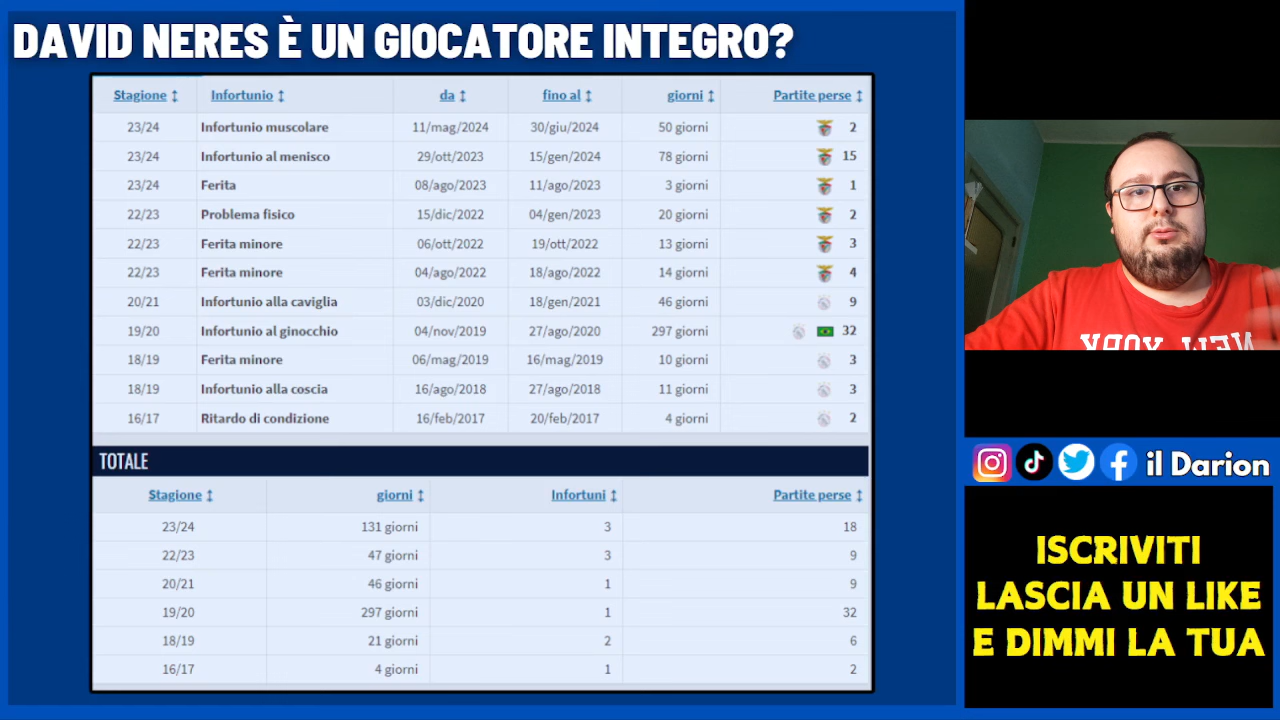 DAVID NERES È UN GIOCATORE INTEGRO?
Stagione Infortunio da fino al giorni Partite perse
23/24 Infortunio muscolare 11/mag/2024 30/giu/2024 50 giorni 2
23/24 Infortunio al menisco 29/ott/2023 15/gen/2024 78 giorni 15
23/24 Ferita 08/ago/2023 11/ago/2023 3 giorni 1
22/23 Problema fisico 15/dic/2022 04/gen/2023 20 giorni 2
22/23 Ferita minore 06/ott/2022 19/ott/2022 13 giorni 3
22/23 Ferita minore 04/ago/2022 18/ago/2022 14 giorni 4
20/21 Infortunio alla caviglia 03/dic/2020 18/gen/2021 46 giorni 9
19/20 Infortunio al ginocchio 04/nov/2019 27/ago/2020 297 giorni 32
18/19 Ferita minore 06/mag/2019 16/mag/2019 10 giorni 3
18/19 Infortunio alla coscia 16/ago/2018 27/ago/2018 11 giorni 3
16/17 Ritardo di condizione 16/feb/2017 20/feb/2017 4 giorni 2
TOTALE
Stagione giorni Infortuni Partite perse
23/24 131 giorni 3 18
22/23 47 giorni 3 9
20/21 46 giorni 1 9
19/20 297 giorni 1 32
18/19 21 giorni 2 6
16/17 4 giorni 1 2
NEW YORK
il Darion
ISCRIVITI
LASCIA UN LIKE
E DIMMI LA TUA